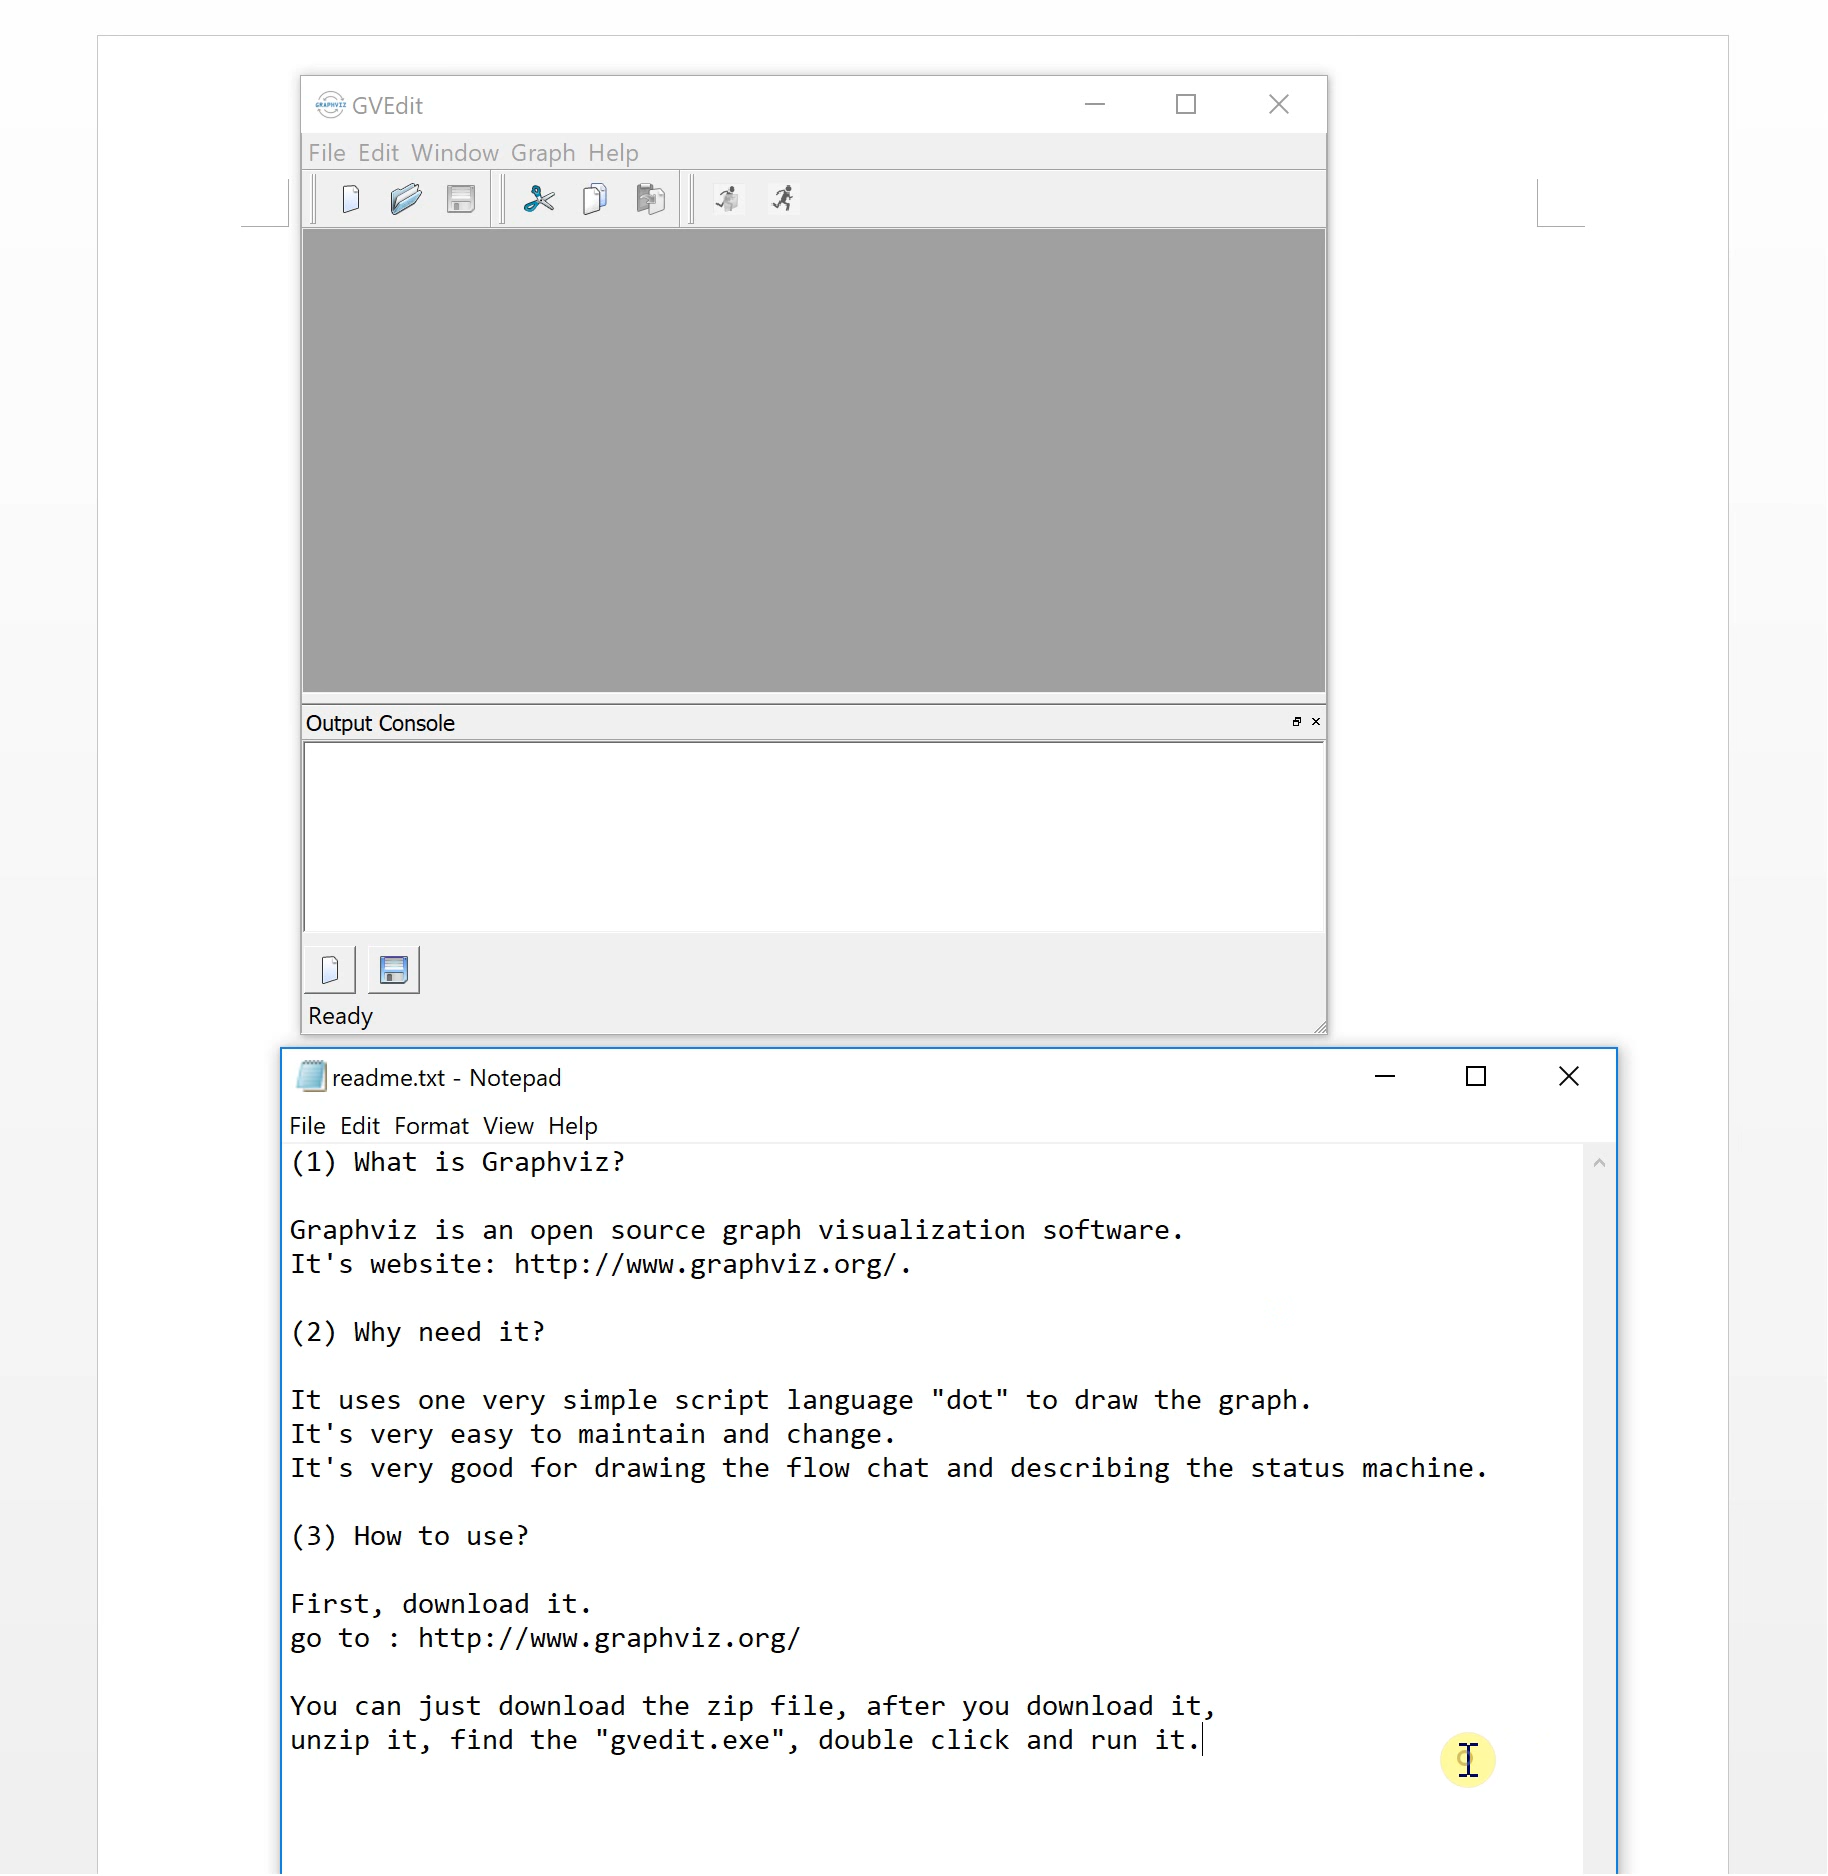 GRAPHVIZ GVEdit
File Edit Window Graph Help
Output Console
Ready
readme.txt - Notepad
File Edit Format View Help
(1) What is Graphviz?
Graphviz is an open source graph visualization software.
It's website: http://www.graphviz.org/.
(2) Why need it?
It uses one very simple script language "dot" to draw the graph.
It's very easy to maintain and change.
It's very good for drawing the flow chat and describing the status machine.
(3) How to use?
First, download it.
go to : http://www.graphviz.org/
You can just download the zip file, after you download it,
unzip it, find the "gvedit.exe", double click and run it.